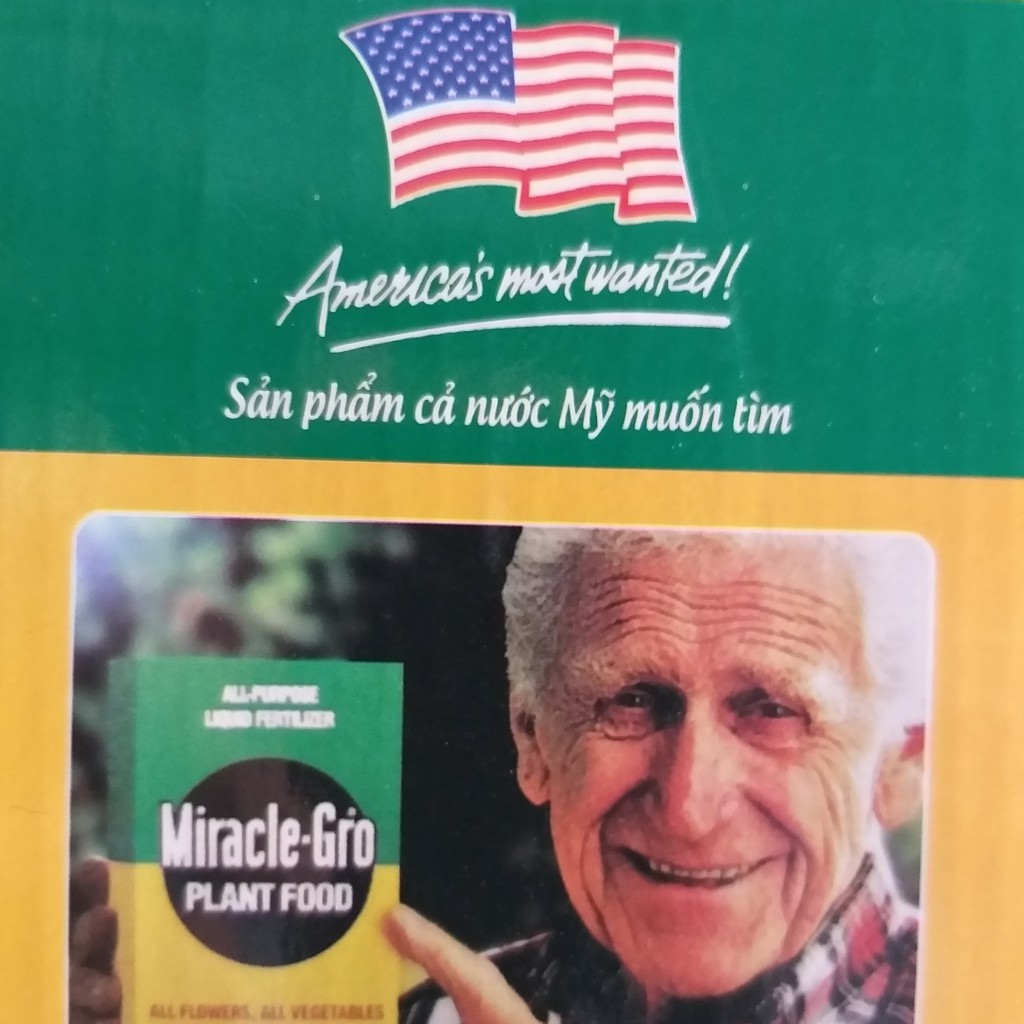 America's most wanted!
Sản phẩm cả nước Mỹ muốn tìm
ALL-PURPOSE
LIQUID FERTILIZER
Miracle-Gro
PLANT FOOD
ALL FLOWERS, ALL VEGETABLES